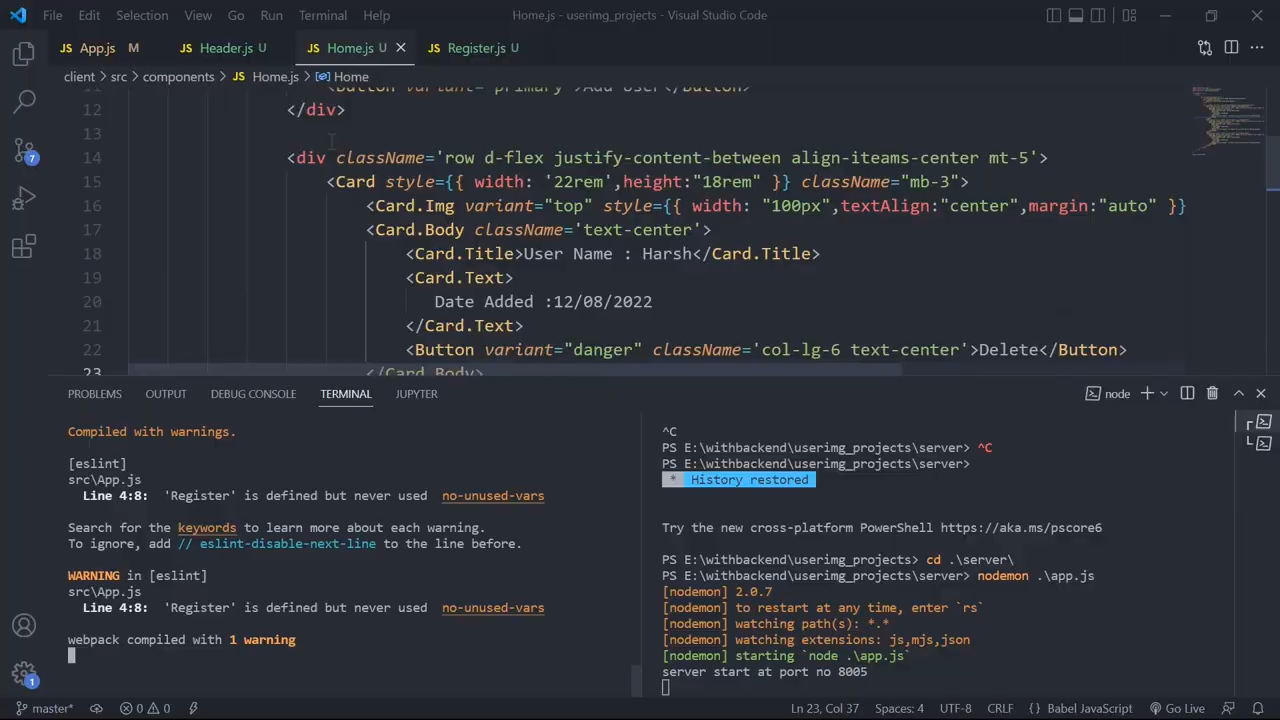 File Edit Selection View Go Run Terminal Help Home.js - userimg_projects - Visual Studio Code
JS App.js M JS Header.js U JS Home.js U JS Register.js U
client > src > components > JS Home.js > Home
11 <Button variant="primary">Add User</Button>
12 </div>
13
14 <div className='row d-flex justify-content-between align-iteams-center mt-5'>
15 <Card style={{ width: '22rem',height:"18rem" }} className="mb-3">
16 <Card.Img variant="top" style={{ width: "100px",textAlign:"center",margin:"auto" }}
17 <Card.Body className='text-center'>
18 <Card.Title>User Name : Harsh</Card.Title>
19 <Card.Text>
20 Date Added :12/08/2022
21 </Card.Text>
22 <Button variant="danger" className='col-lg-6 text-center'>Delete</Button>
23 </Card.Body>
PROBLEMS OUTPUT DEBUG CONSOLE TERMINAL JUPYTER node
Compiled with warnings.
[eslint]
src\App.js
Line 4:8: 'Register' is defined but never used no-unused-vars
Search for the keywords to learn more about each warning.
To ignore, add // eslint-disable-next-line to the line before.
WARNING in [eslint]
src\App.js
Line 4:8: 'Register' is defined but never used no-unused-vars
webpack compiled with 1 warning
^C
PS E:\withbackend\userimg_projects\server> ^C
PS E:\withbackend\userimg_projects\server>
* History restored
Try the new cross-platform PowerShell https://aka.ms/pscore6
PS E:\withbackend\userimg_projects> cd .\server\
PS E:\withbackend\userimg_projects\server> nodemon .\app.js
[nodemon] 2.0.7
[nodemon] to restart at any time, enter `rs`
[nodemon] watching path(s): *.*
[nodemon] watching extensions: js,mjs,json
[nodemon] starting `node .\app.js`
server start at port no 8005
7
1
master* 0 0 Ln 23, Col 37 Spaces: 4 UTF-8 CRLF {} Babel JavaScript Go Live